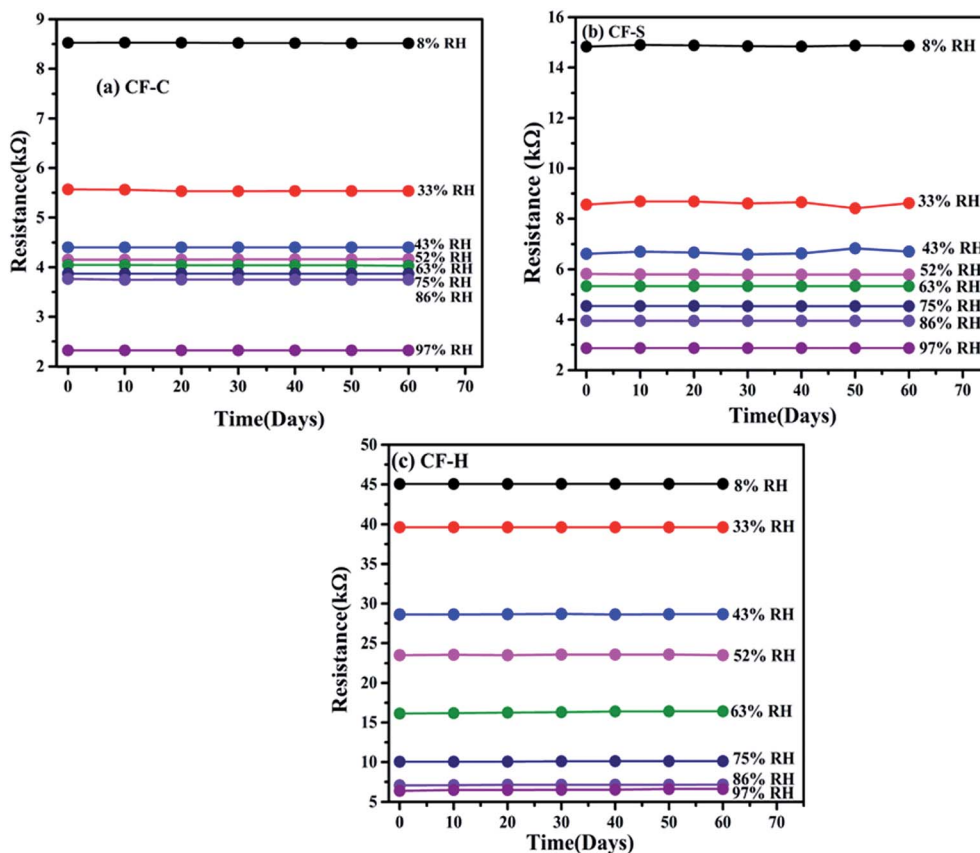 (a) CF-C
Resistance(kΩ)
9
8
7
6
5
4
3
2
8% RH
33% RH
43% RH
52% RH
63% RH
75% RH
86% RH
97% RH
0 10 20 30 40 50 60 70
Time(Days)
(b) CF-S
Resistance (kΩ)
16
14
12
10
8
6
4
2
8% RH
33% RH
43% RH
52% RH
63% RH
75% RH
86% RH
97% RH
0 10 20 30 40 50 60 70
Time(Days)
(c) CF-H
Resistance(kΩ)
50
45
40
35
30
25
20
15
10
5
8% RH
33% RH
43% RH
52% RH
63% RH
75% RH
86% RH
97% RH
0 10 20 30 40 50 60 70
Time(Days)